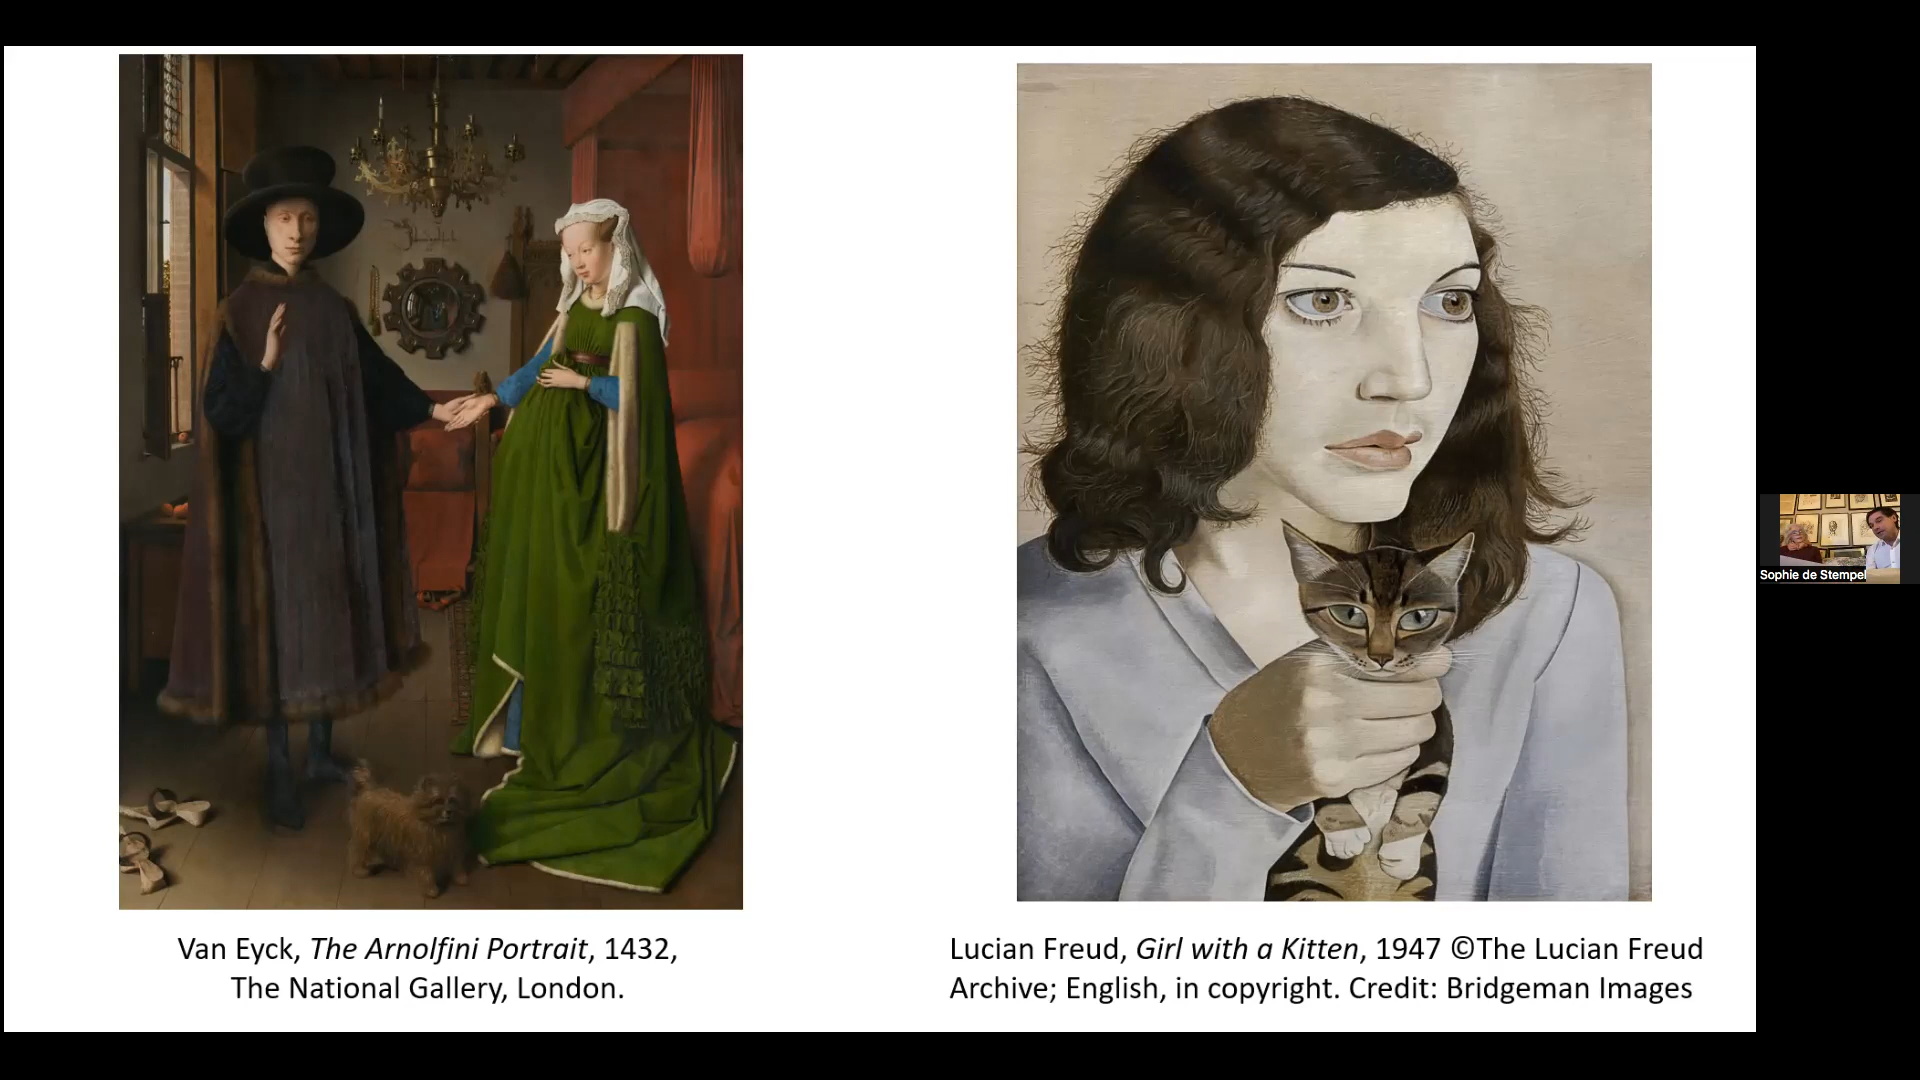 Van Eyck, The Arnolfini Portrait, 1432,
The National Gallery, London.
Lucian Freud, Girl with a Kitten, 1947 ©The Lucian Freud
Archive; English, in copyright. Credit: Bridgeman Images
Sophie de Stempel